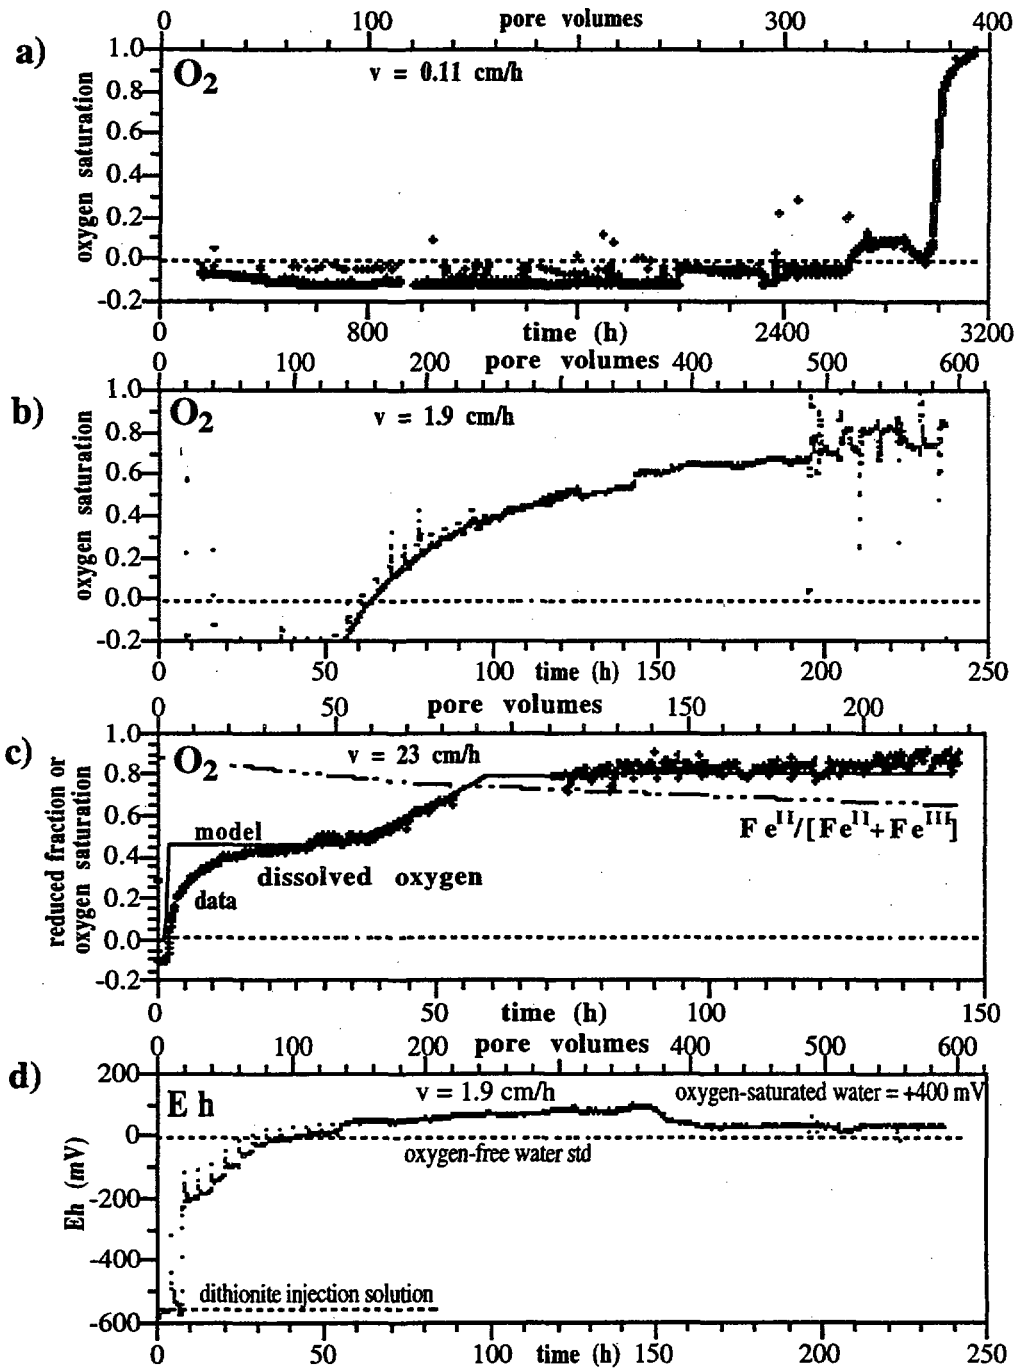 0 100 pore volumes 300 400
a)
1.0
O2
v = 0.11 cm/h
0.8
0.6
0.4
0.2
0.0
-0.2
oxygen saturation
0 800 time (h) 2400 3200
0 100 200 pore volumes 400 500 600
b)
1.0
O2
v = 1.9 cm/h
0.8
0.6
0.4
0.2
0.0
-0.2
oxygen saturation
0 50 100 time (h) 150 200 250
0 50 pore volumes 150 200
c)
1.0
O2
v = 23 cm/h
0.8
0.6
0.4
0.2
0.0
-0.2
reduced fraction or
oxygen saturation
model
Fe^II/[Fe^II+Fe^III]
dissolved oxygen
data
0 50 time (h) 100 150
0 100 200 pore volumes 400 500 600
d)
200
Eh
v = 1.9 cm/h
oxygen-saturated water = +400 mV
0
oxygen-free water std
-200
-400
-600
Eh (mV)
dithionite injection solution
0 50 100 time (h) 150 200 250